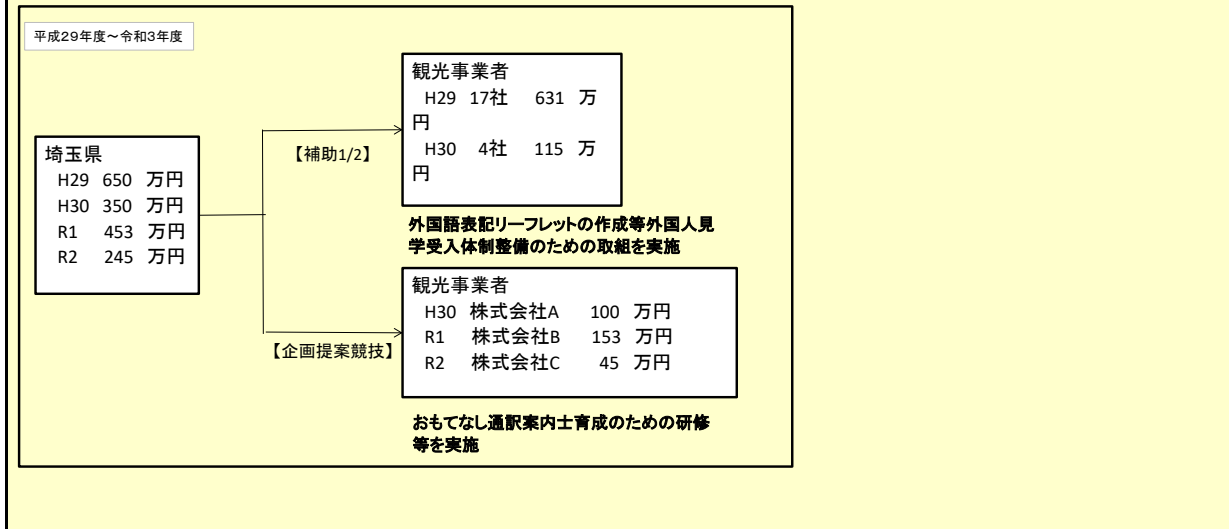 平成29年度～令和3年度
観光事業者
H29 17社 631 万
円
H30 4社 115 万
円
【補助1/2】
埼玉県
H29 650 万円
H30 350 万円
R1 453 万円
R2 245 万円
外国語表記リーフレットの作成等外国人見
学受入体制整備のための取組を実施
観光事業者
H30 株式会社A 100 万円
R1 株式会社B 153 万円
R2 株式会社C 45 万円
【企画提案競技】
おもてなし通訳案内士育成のための研修
等を実施